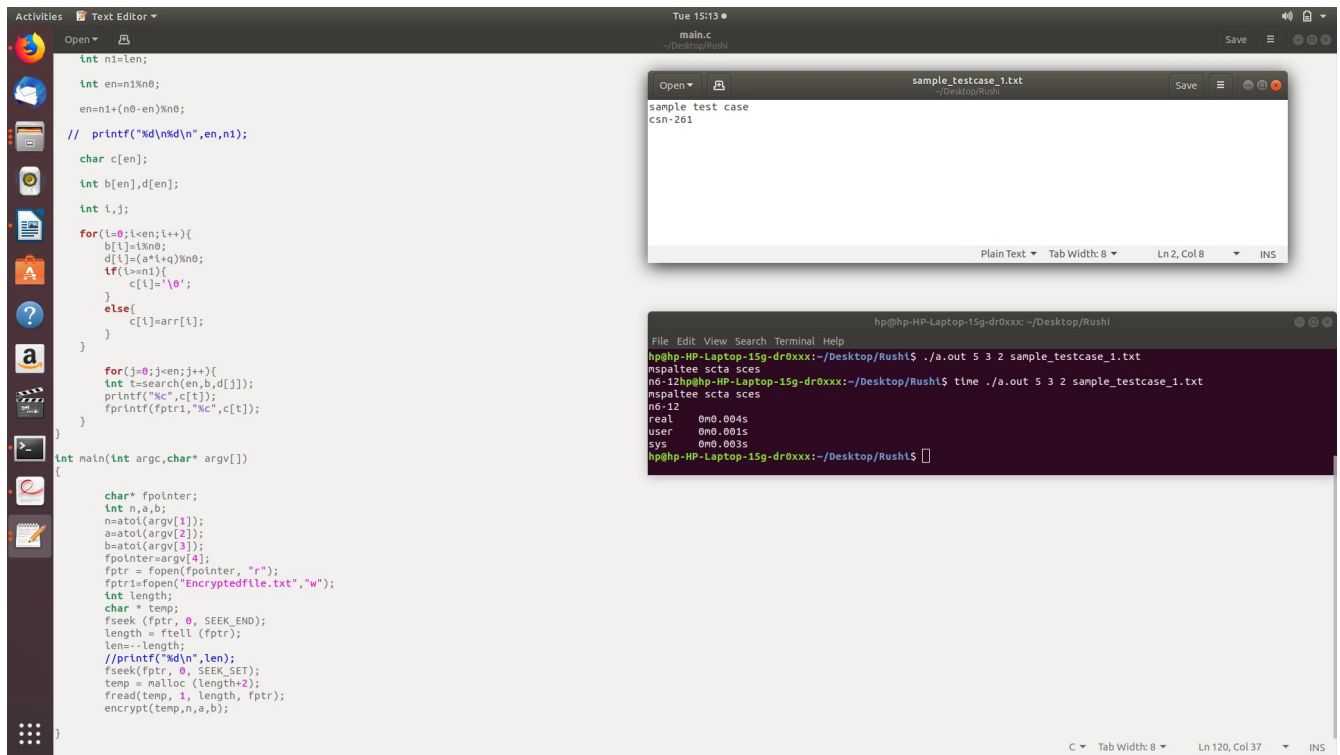 Activities Text Editor Tue 15:13
Open main.c Save
~/Desktop/Rushi
int n1=len;
int en=n1%n0;
en=n1+(n0-en)%n0;
// printf("%d\n%d\n",en,n1);
char c[en];
int b[en],d[en];
int i,j;
for(i=0;i<en;i++){
b[i]=i%n0;
d[i]=(a*i+q)%n0;
if(i>=n1){
c[i]='\0';
}
else{
c[i]=arr[i];
}
}
for(j=0;j<en;j++){
int t=search(en,b,d[j]);
printf("%c",c[t]);
fprintf(fptr1,"%c",c[t]);
}
}
int main(int argc,char* argv[])
{
char* fpointer;
int n,a,b;
n=atoi(argv[1]);
a=atoi(argv[2]);
b=atoi(argv[3]);
fpointer=argv[4];
fptr = fopen(fpointer, "r");
fptr1=fopen("Encryptedfile.txt","w");
int length;
char * temp;
fseek (fptr, 0, SEEK_END);
length = ftell (fptr);
len=--length;
//printf("%d\n",len);
fseek(fptr, 0, SEEK_SET);
temp = malloc (length+2);
fread(temp, 1, length, fptr);
encrypt(temp,n,a,b);
}
C Tab Width: 8 Ln 120, Col 37 INS
Open sample_testcase_1.txt Save
~/Desktop/Rushi
sample test case
csn-261
Plain Text Tab Width: 8 Ln 2, Col 8 INS
hp@hp-HP-Laptop-15g-dr0xxx: ~/Desktop/Rushi
File Edit View Search Terminal Help
hp@hp-HP-Laptop-15g-dr0xxx:~/Desktop/Rushi$ ./a.out 5 3 2 sample_testcase_1.txt
mspaltee scta sces
n6-12hp@hp-HP-Laptop-15g-dr0xxx:~/Desktop/Rushi$ time ./a.out 5 3 2 sample_testcase_1.txt
mspaltee scta sces
n6-12
real 0m0.004s
user 0m0.001s
sys 0m0.003s
hp@hp-HP-Laptop-15g-dr0xxx:~/Desktop/Rushi$